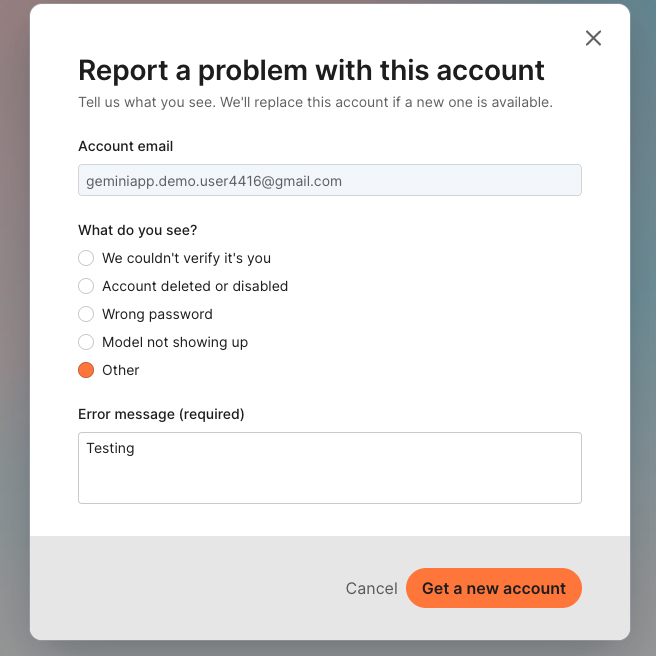 Report a problem with this account
Tell us what you see. We'll replace this account if a new one is available.
Account email
geminiapp.demo.user4416@gmail.com
What do you see?
We couldn't verify it's you
Account deleted or disabled
Wrong password
Model not showing up
Other
Error message (required)
Testing
Cancel
Get a new account